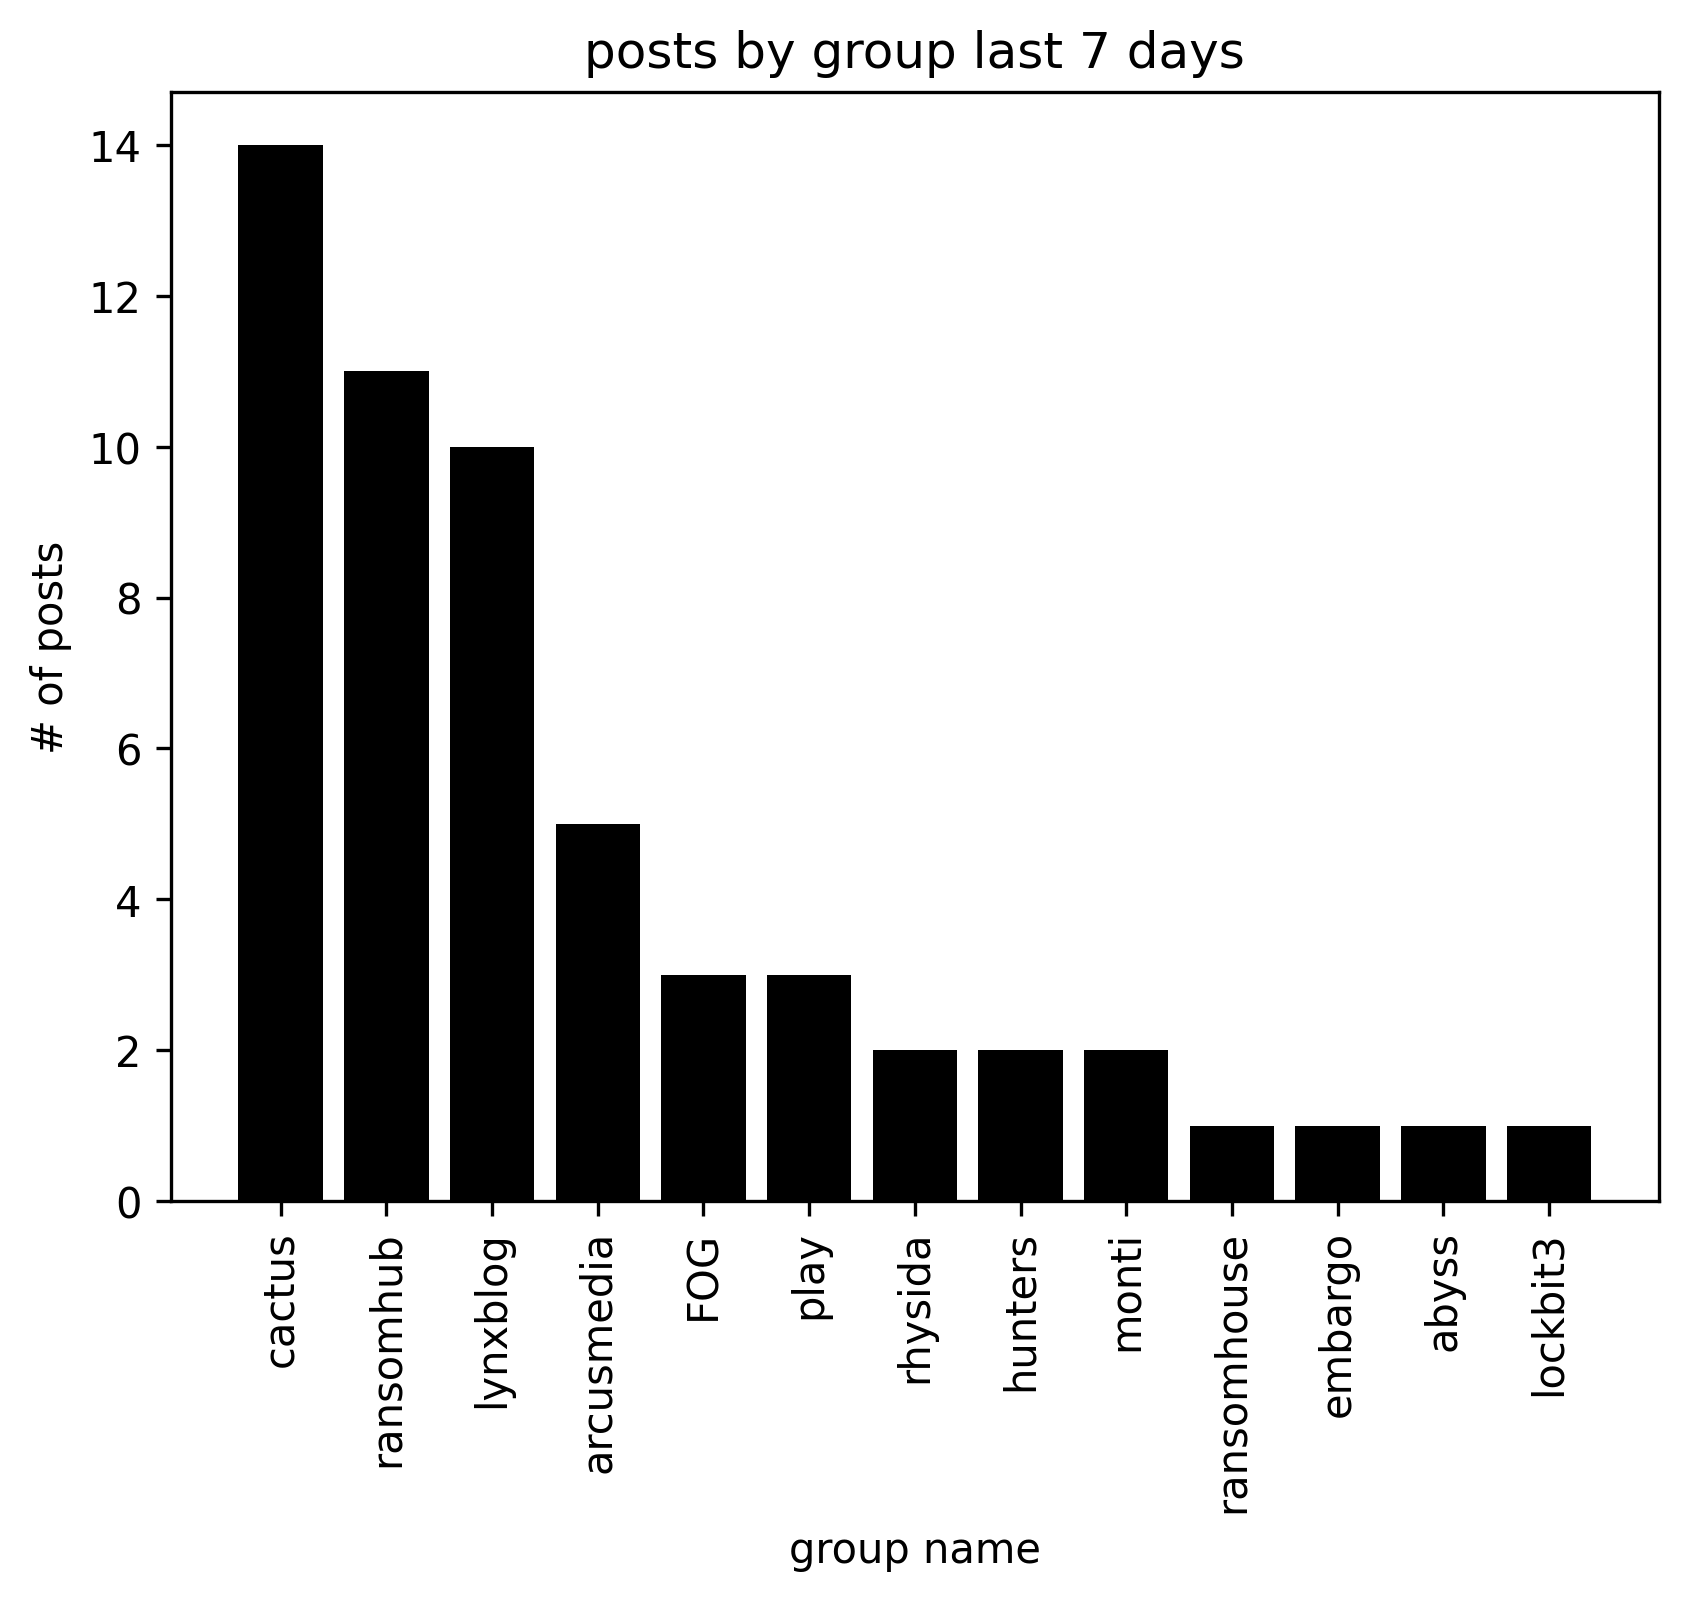 posts by group last 7 days
14
12
10
8
6
4
2
0
# of posts
cactus
ransomhub
lynxblog
arcusmedia
FOG
play
rhysida
hunters
monti
ransomhouse
embargo
abyss
lockbit3
group name